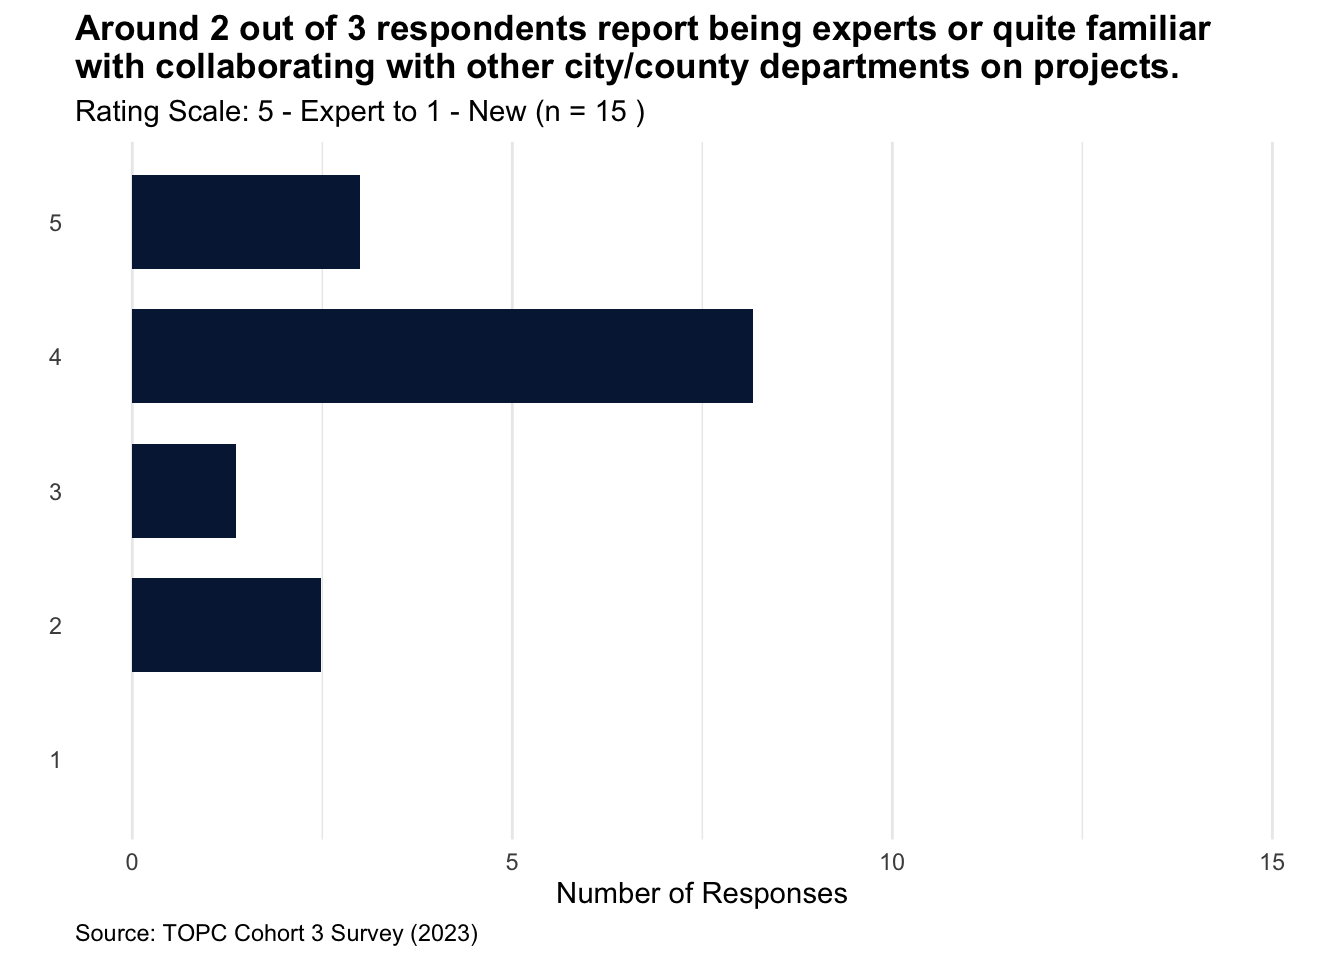 Around 2 out of 3 respondents report being experts or quite familiar
with collaborating with other city/county departments on projects.
Rating Scale: 5 - Expert to 1 - New (n = 15 )
5
4
3
2
1
0 5 10 15
Number of Responses
Source: TOPC Cohort 3 Survey (2023)